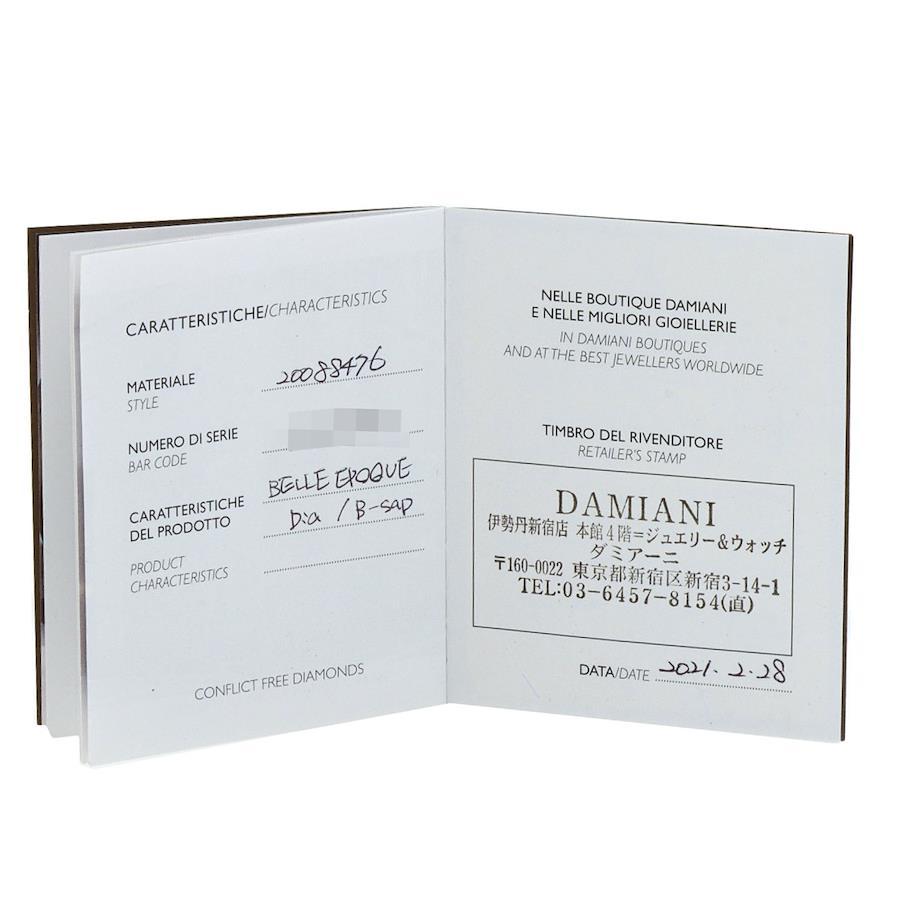 CARATTERISTICHE/CHARACTERISTICS
MATERIALE 20088476
STYLE
NUMERO DI SERIE
BAR CODE
CARATTERISTICHE BELLE EPOQUE
DEL PRODOTTO Dia / B-sap
PRODUCT
CHARACTERISTICS
CONFLICT FREE DIAMONDS
NELLE BOUTIQUE DAMIANI
E NELLE MIGLIORI GIOIELLERIE
IN DAMIANI BOUTIQUES
AND AT THE BEST JEWELLERS WORLDWIDE
TIMBRO DEL RIVENDITORE
RETAILER'S STAMP
DAMIANI
伊勢丹新宿店 本館4階=ジュエリー&ウォッチ
ダミアーニ
〒160-0022 東京都新宿区新宿3-14-1
TEL:03-6457-8154(直)
DATA/DATE 2021.2.28